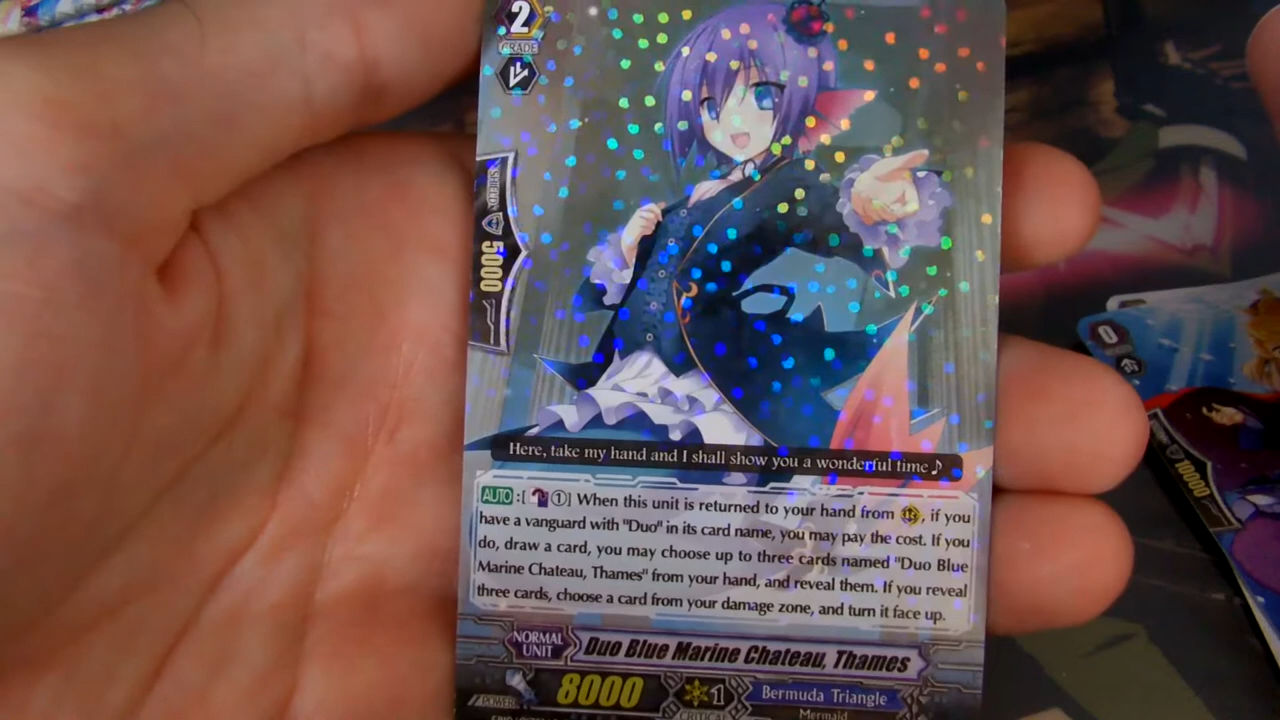 2
GRADE
SHIELD
5000
Here, take my hand and I shall show you a wonderful time♪
AUTO:[①] When this unit is returned to your hand from R, if you
have a vanguard with "Duo" in its card name, you may pay the cost. If you
do, draw a card, you may choose up to three cards named "Duo Blue
Marine Chateau, Thames" from your hand, and reveal them. If you reveal
three cards, choose a card from your damage zone, and turn it face up.
NORMAL
UNIT
Duo Blue Marine Chateau, Thames
POWER
8000
1
CRITICAL
Bermuda Triangle
Mermaid
0
10000